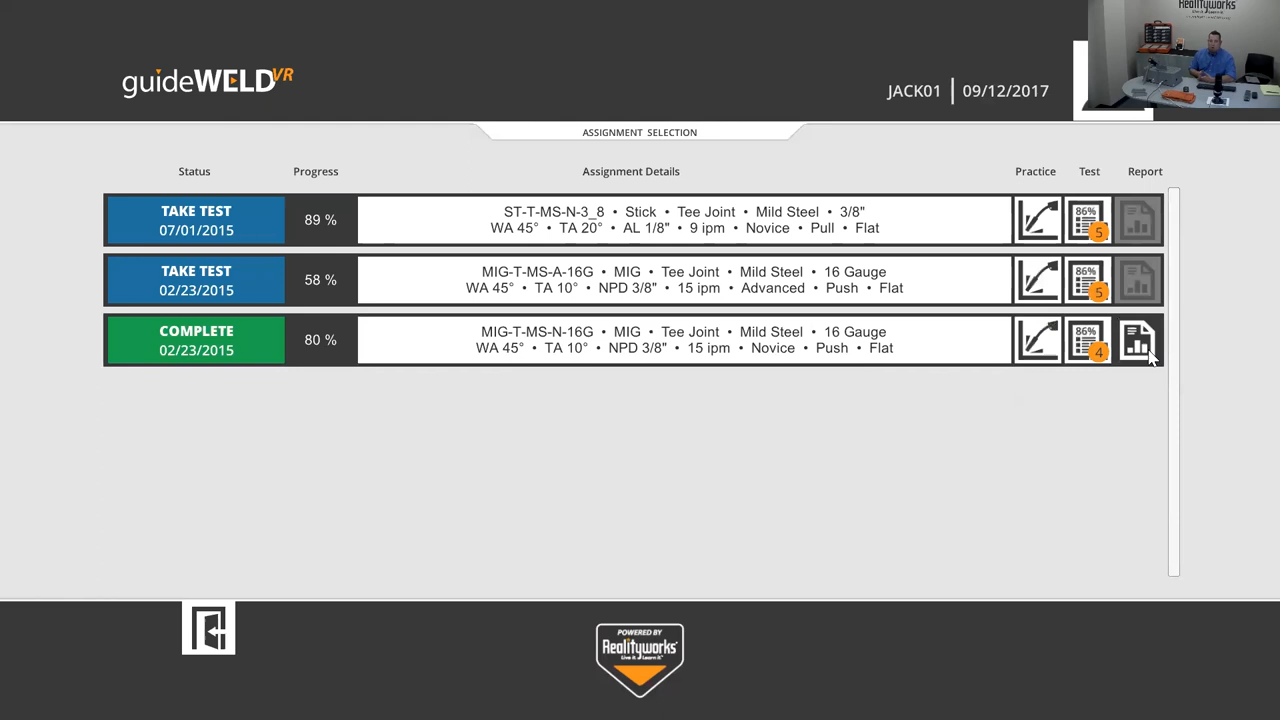 Realityworks
guideWELD VR
JACK01 | 09/12/2017
ASSIGNMENT SELECTION
Status Progress Assignment Details Practice Test Report
TAKE TEST
07/01/2015
89 %
ST-T-MS-N-3_8 • Stick • Tee Joint • Mild Steel • 3/8"
WA 45° • TA 20° • AL 1/8" • 9 ipm • Novice • Pull • Flat
86%
5
TAKE TEST
02/23/2015
58 %
MIG-T-MS-A-16G • MIG • Tee Joint • Mild Steel • 16 Gauge
WA 45° • TA 10° • NPD 3/8" • 15 ipm • Advanced • Push • Flat
86%
5
COMPLETE
02/23/2015
80 %
MIG-T-MS-N-16G • MIG • Tee Joint • Mild Steel • 16 Gauge
WA 45° • TA 10° • NPD 3/8" • 15 ipm • Novice • Push • Flat
86%
4
POWERED BY
Realityworks
Live it Learn it